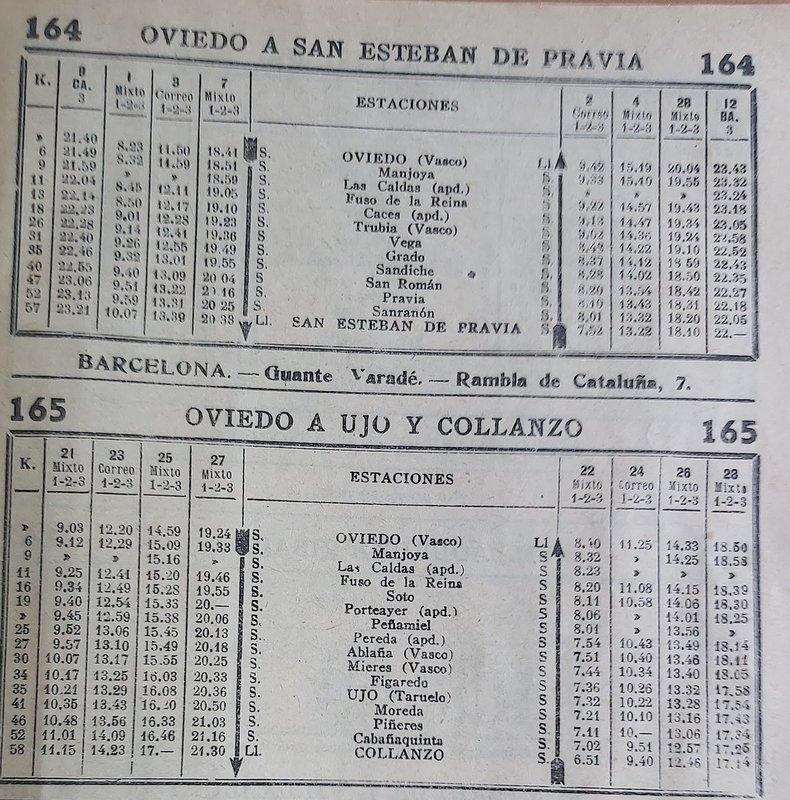 164 OVIEDO A SAN ESTEBAN DE PRAVIA 164
K. 9 1 3 7 ESTACIONES 2 4 28 12
CA. Mixto Correo Mixto Correo Mixto Mixto BA.
3 1-2-3 1-2-3 1-2-3 1-2-3 1-2-3 1-2-3 3
» 21.40 8.23 11.50 18.41 S. OVIEDO (Vasco) Ll 9.42 15.19 20.04 23.43
6 21.49 8.32 11.59 18.51 S. Manjoya S 9.33 15.10 19.55 23.32
9 21.59 » » 18.59 S. Las Caldas (apd.) S » » » 23.24
11 22.04 8.45 12.11 19.05 S. Fuso de la Reina S 9.22 14.57 19.43 23.18
13 22.14 8.50 12.17 19.10 S. Caces (apd.) S. 9.13 14.47 19.34 23.05
18 22.23 9.01 12.28 19.23 S. Trubia (Vasco) S. 9.02 14.36 19.24 22.58
26 22.28 9.14 12.41 19.36 S. Vega S. 8.49 14.22 19.10 22.52
31 22.40 9.26 12.55 19.49 S. Grado S. 8.37 14.12 18 59 22.43
35 22.46 9.32 13.01 19.55 S. Sandiche S. 8.28 14.02 18.50 22.35
40 22.55 9.40 13.09 20 04 S. San Román S. 8.20 13.54 18.42 22.27
47 23.06 9.51 13.22 20 16 S. Pravia S. 8.10 13.43 18.31 22.18
52 23.13 9.59 13.31 20 25 S. Sanranón S. 8.01 13.32 18.20 22.05
57 23.21 10.07 13.39 20 33 Ll. SAN ESTEBAN DE PRAVIA S 7.52 13.22 18.10 22.—
BARCELONA. — Guante Varadé. — Rambla de Cataluña, 7.
165 OVIEDO A UJO Y COLLANZO 165
K. 21 23 25 27 ESTACIONES 22 24 26 28
Mixto Correo Mixto Mixto Mixto Correo Mixto Mixto
1-2-3 1-2-3 1-2-3 1-2-3 1-2-3 1-2-3 1-2-3 1-2-3
» 9.03 12.20 14.59 19.24 S. OVIEDO (Vasco) Ll 8.40 11.25 14.33 18.50
6 9.12 12.29 15.09 19.33 S. Manjoya S 8.32 » 14.25 18.58
9 » » 15.16 » S. Las Caldas (apd.) S 8.23 » » »
11 9.25 12.41 15.20 19.46 S. Fuso de la Reina S 8.20 11.08 14.15 18.39
16 9.34 12.49 15.28 19.55 S. Soto S 8.11 10.58 14.06 18.30
19 9.40 12.54 15.33 20.— S. Porteayer (apd.) S 8.06 » 14.01 18.25
» 9.45 12.59 15.38 20.06 S. Peñamiel S 8.01 » 13.56 »
25 9.52 13.06 15.45 20.13 S. Pereda (apd.) S 7.54 10.43 13.49 18.14
27 9.57 13.10 15.49 20.18 S. Ablaña (Vasco) S 7.51 10.40 13.46 18.11
30 10.07 13.17 15.55 20.25 S. Mieres (Vasco) S 7.44 10.34 13.40 18.05
34 10.17 13.25 16.03 20.33 S. Figaredo S 7.36 10.26 13.32 17.58
35 10.21 13.29 16.08 20.36 S. UJO (Taruelo) S 7.32 10.22 13.28 17.54
41 10.35 13.43 16.20 20.50 S. Moreda S 7.21 10.10 13.16 17.43
46 10.48 13.56 16.33 21.03 S. Piñeres S 7.11 10.— 13.06 17.34
52 11.01 14.09 16.46 21.16 S. Cabañaquinta S 7.02 9.51 12.57 17.25
58 11.15 14.23 17.— 21.30 Ll. COLLANZO S. 6.51 9.40 12.46 17.14